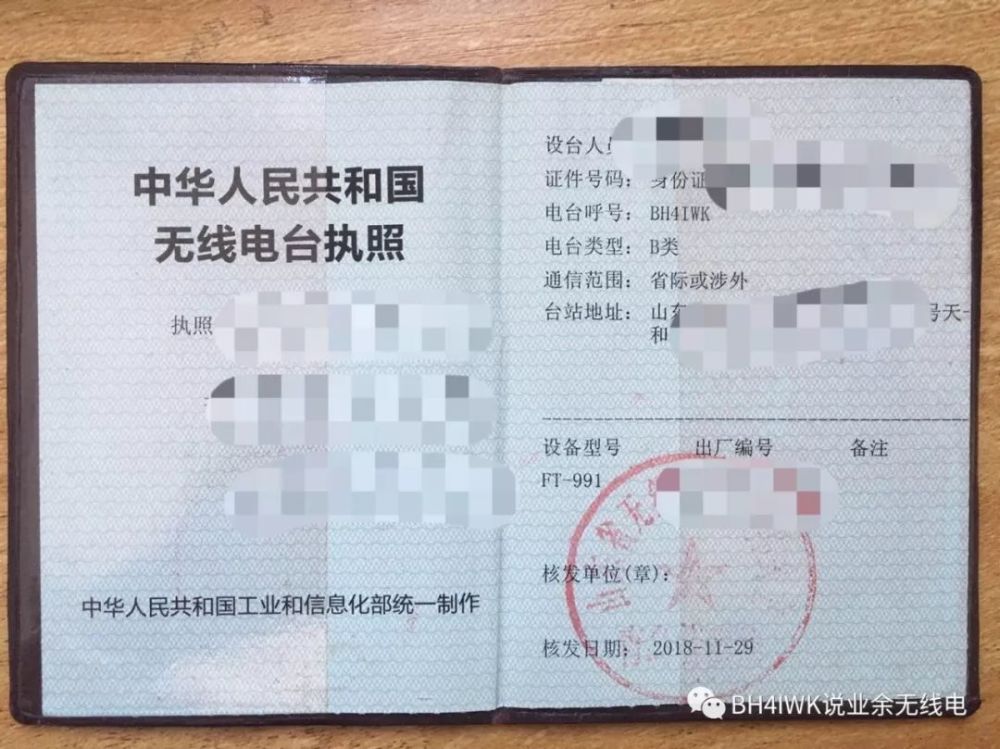 中华人民共和国
无线电台执照
执照
中华人民共和国工业和信息化部统一制作
设台人
证件号码： 身份证
电台呼号： BH4IWK
电台类型： B类
通信范围： 省际或涉外
台站地址： 山东 号天
和
设备型号 出厂编号 备注
FT-991
核发单位(章)：
核发日期： 2018-11-29
BH4IWK说业余无线电